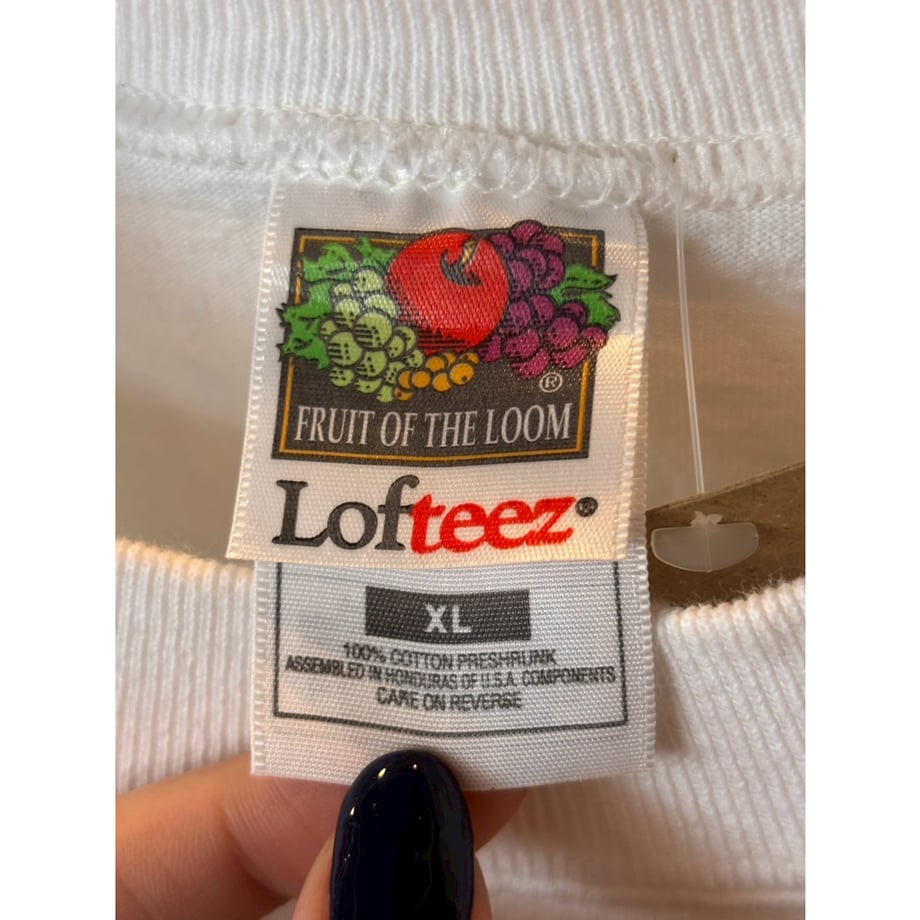 ®
FRUIT OF THE LOOM
Lofteez®
XL
100% COTTON PRESHRUNK
ASSEMBLED IN HONDURAS OF U.S.A. COMPONENTS
CARE ON REVERSE